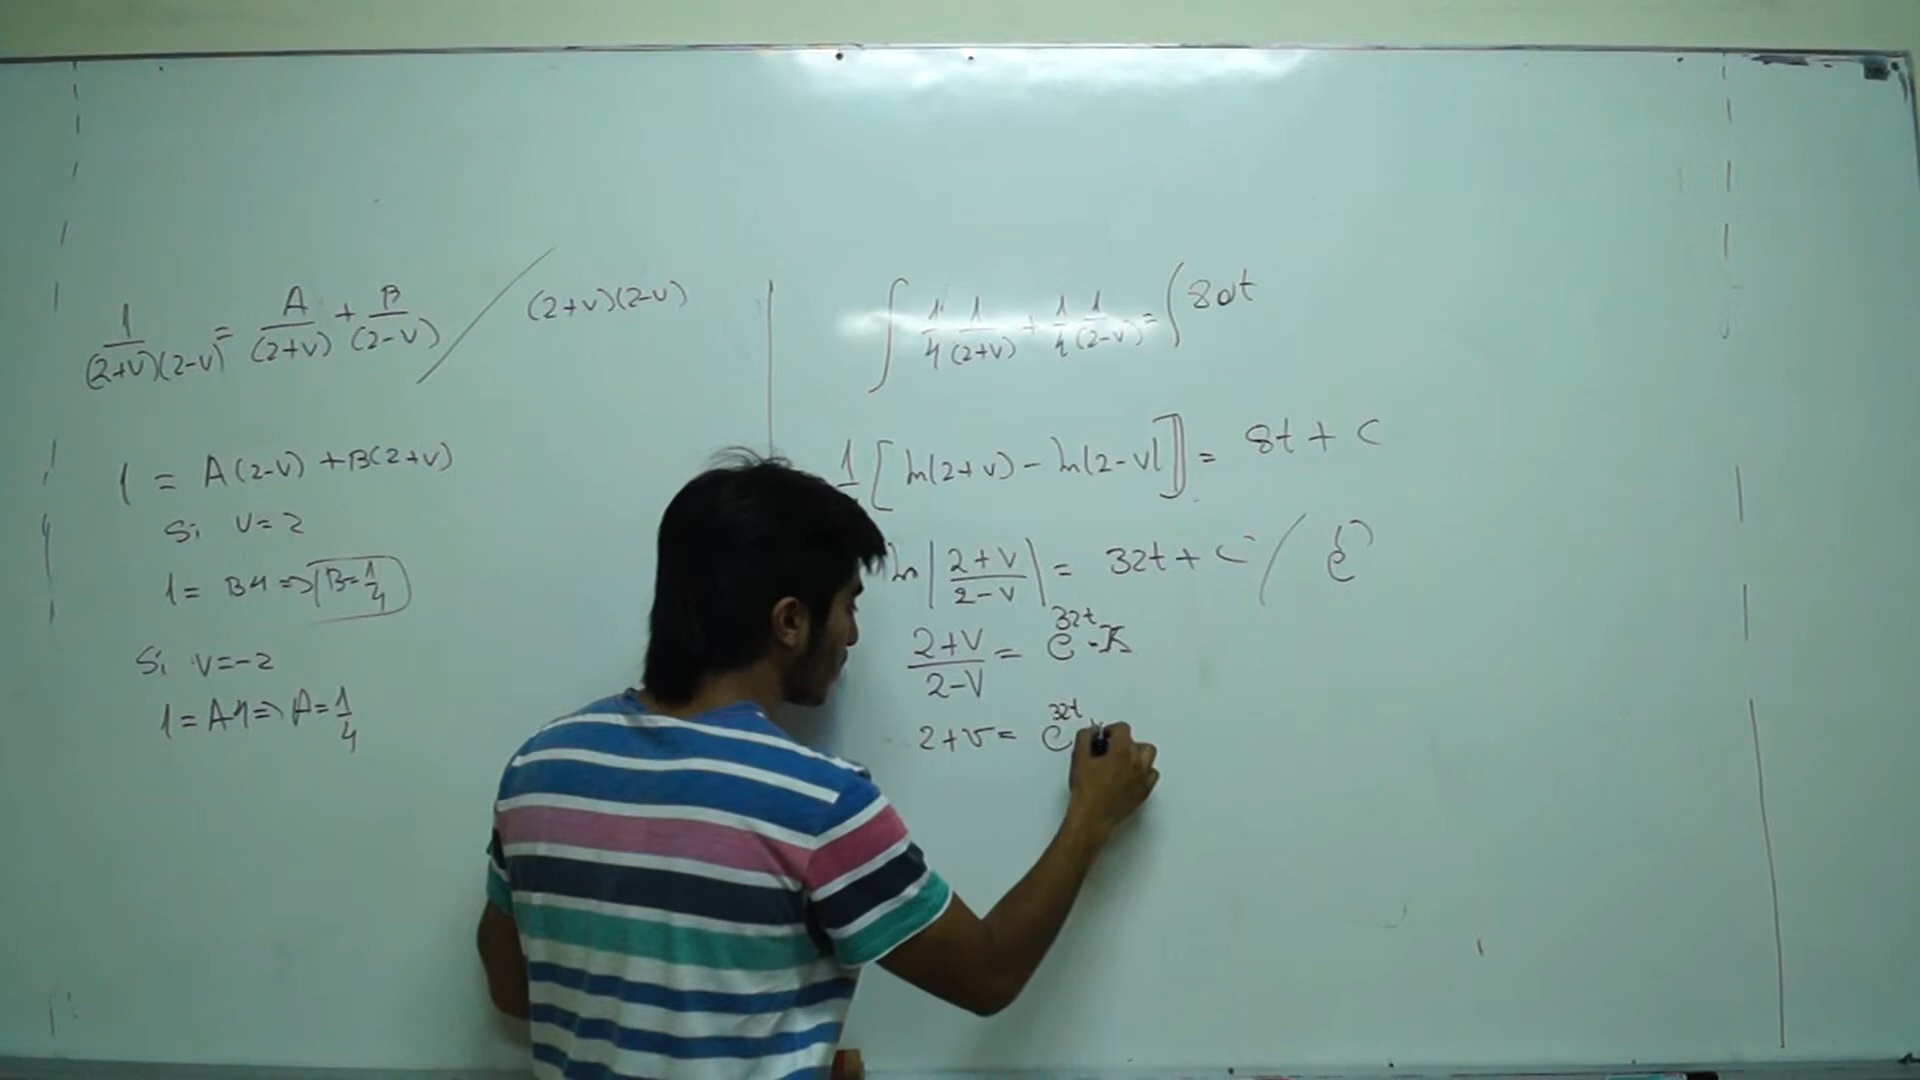 1/((2+v)(2-v)) = A/(2+v) + B/(2-v) / (2+v)(2-v)
1 = A(2-v) + B(2+v)
Si v=2
1 = B4 => B=1/4
Si v=-2
1 = A4 => A=1/4
∫ 1/4 1/(2+v) + 1/4 1/(2-v) = ∫ 8dt
1 [ln(2+v) - ln(2-v)] = 8t + C
ln|(2+v)/(2-v)| = 32t + C / e^()
(2+v)/(2-v) = e^(32t) · K
2+v = e^(32t)